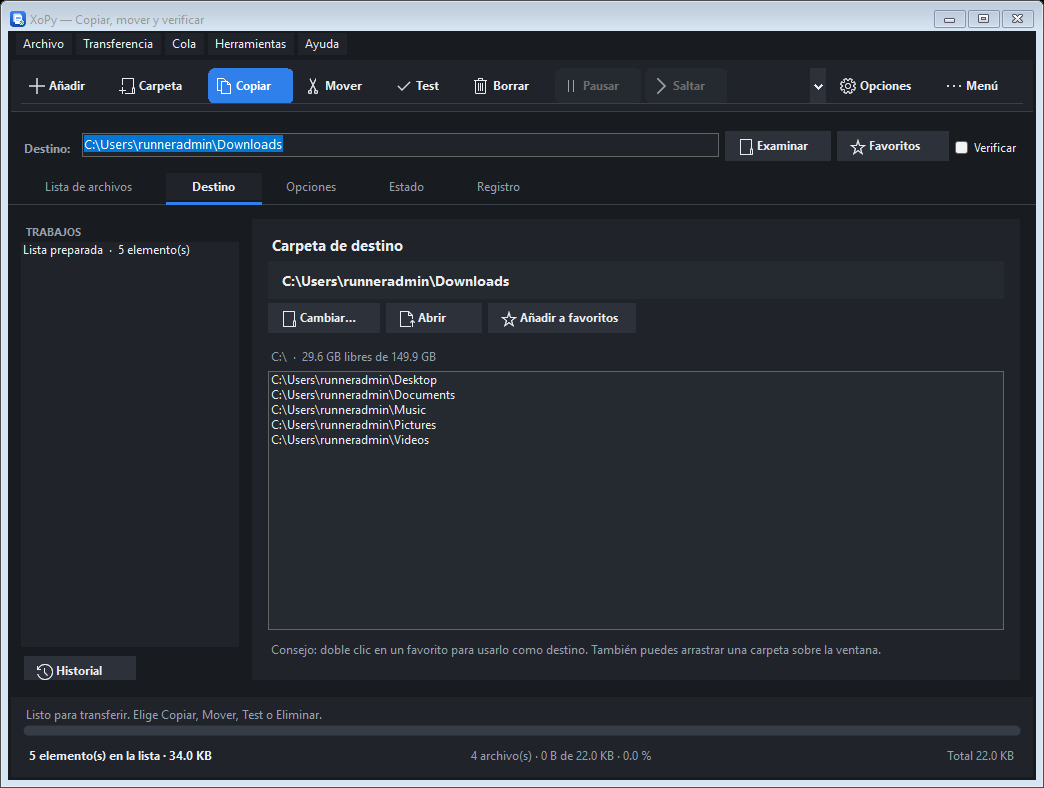 XoPy — Copiar, mover y verificar
Archivo Transferencia Cola Herramientas Ayuda
Añadir Carpeta Copiar Mover Test Borrar Pausar Saltar Opciones ··· Menú
Destino: C:\Users\runneradmin\Downloads Examinar Favoritos Verificar
Lista de archivos Destino Opciones Estado Registro
TRABAJOS
Lista preparada · 5 elemento(s)
Carpeta de destino
C:\Users\runneradmin\Downloads
Cambiar... Abrir Añadir a favoritos
C:\ · 29.6 GB libres de 149.9 GB
C:\Users\runneradmin\Desktop
C:\Users\runneradmin\Documents
C:\Users\runneradmin\Music
C:\Users\runneradmin\Pictures
C:\Users\runneradmin\Videos
Consejo: doble clic en un favorito para usarlo como destino. También puedes arrastrar una carpeta sobre la ventana.
Historial
Listo para transferir. Elige Copiar, Mover, Test o Eliminar.
5 elemento(s) en la lista · 34.0 KB 4 archivo(s) · 0 B de 22.0 KB · 0.0 % Total 22.0 KB